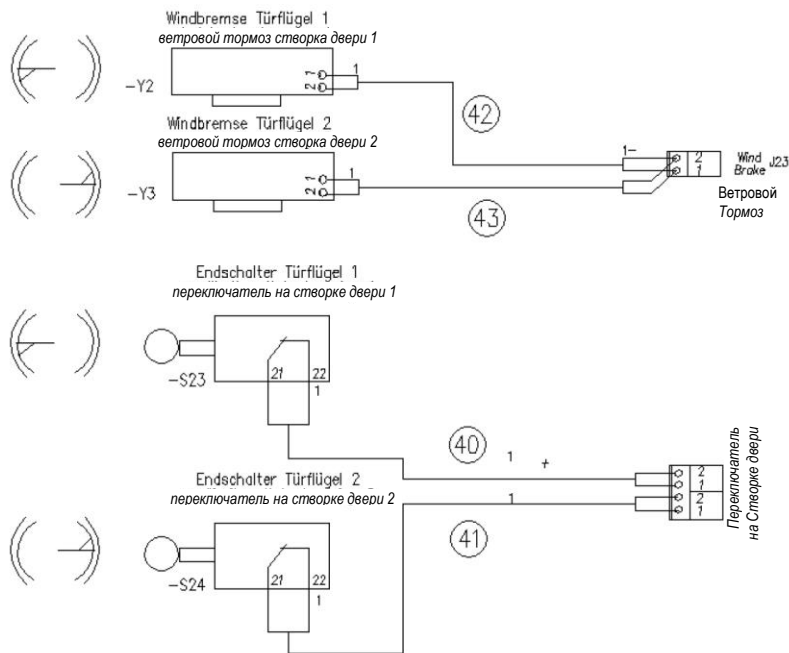 Windbremse Türflügel 1
ветровой тормоз створка двери 1
1
2
1
–Y2
42
Windbremse Türflügel 2
ветровой тормоз створка двери 2
1
2
1
–Y3
43
1–
2
1
Wind
Brake
J23
Ветровой
Тормоз
Endschalter Türflügel 1
переключатель на створке двери 1
–S23
21
22
1
40
1
+
2
1
2
1
Переключатель
на Створке двери
Endschalter Türflügel 2
переключатель на створке двери 2
1
41
–S24
21
22
1